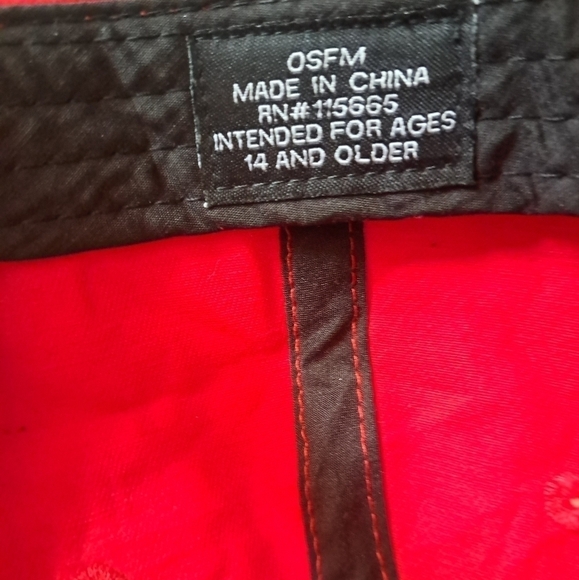 OSFM
MADE IN CHINA
RN#115665
INTENDED FOR AGES
14 AND OLDER